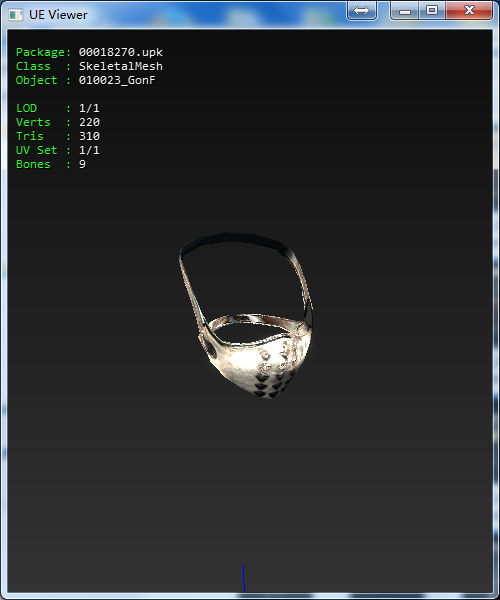 UE Viewer
Package: 00018270.upk
Class : SkeletalMesh
Object : 010023_GonF
LOD : 1/1
Verts : 220
Tris : 310
UV Set : 1/1
Bones : 9